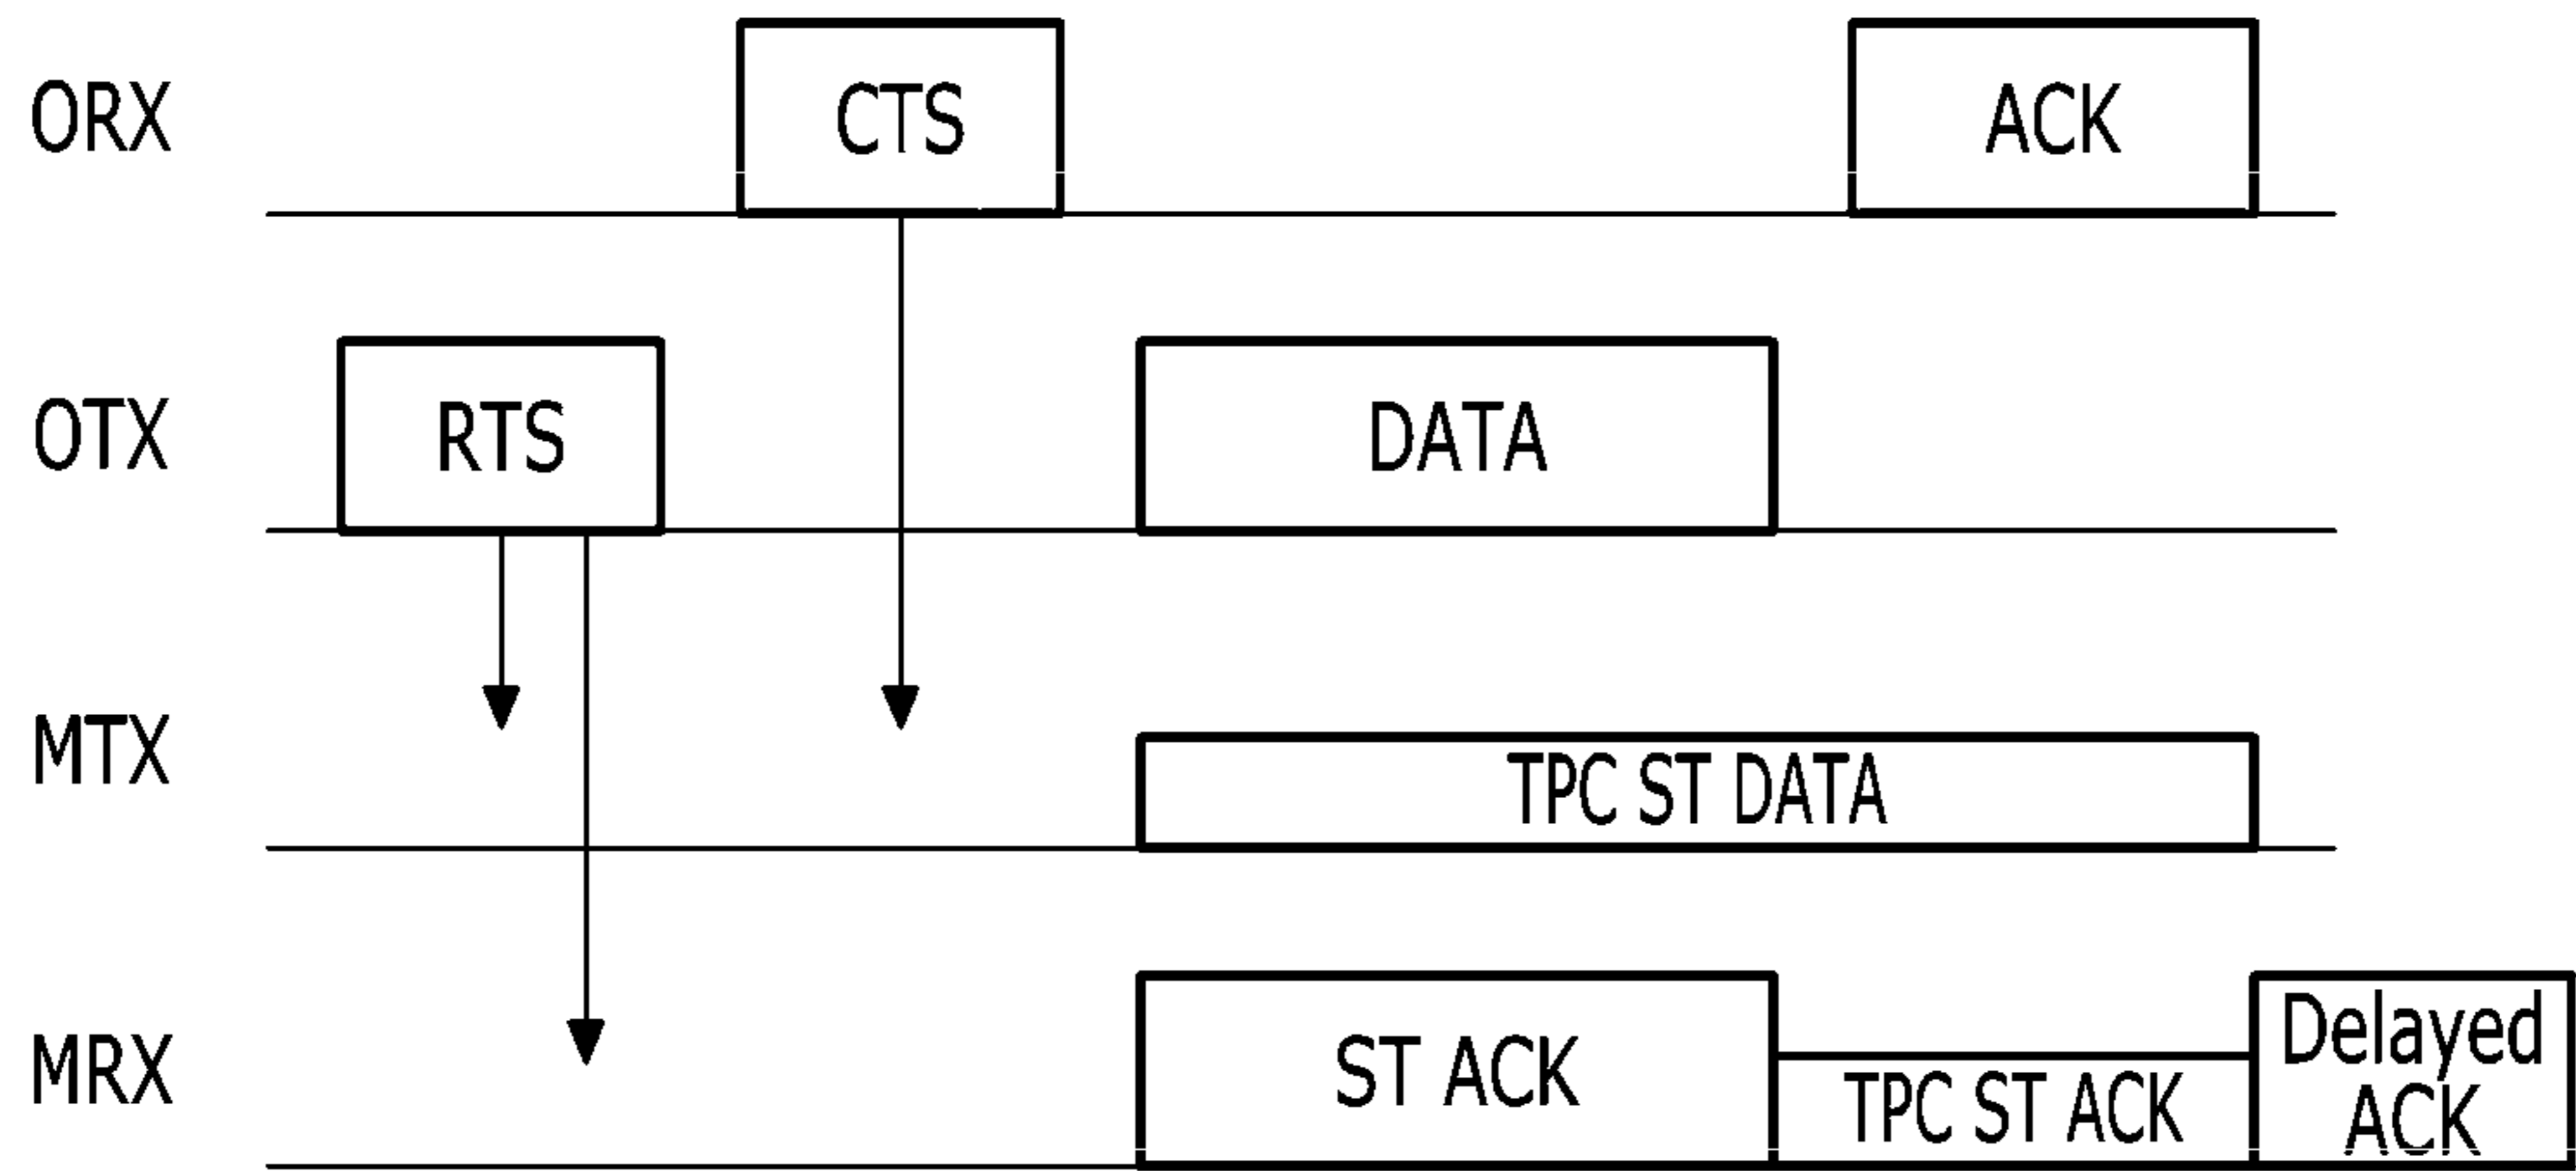 ORX CTS ACK
OTX RTS DATA
MTX TPC ST DATA
MRX ST ACK TPC ST ACK Delayed
ACK